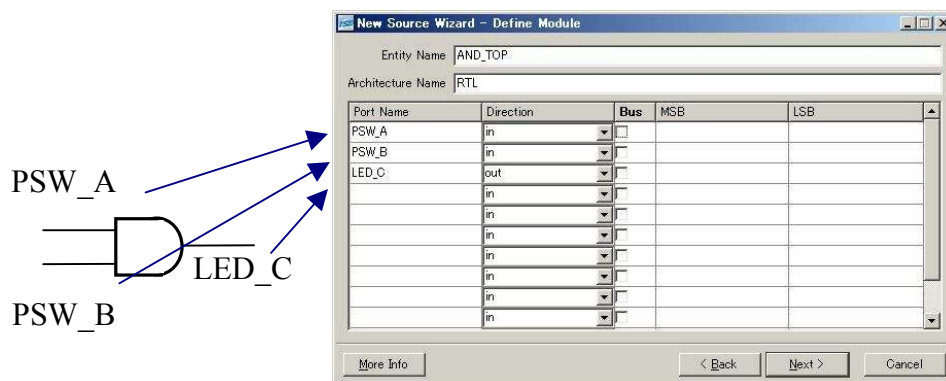 New Source Wizard - Define Module
Entity Name AND_TOP
Architecture Name RTL
Port Name Direction Bus MSB LSB
PSW_A in
PSW_B in
LED_C out
in
in
in
in
in
in
in
More Info < Back Next > Cancel
PSW_A
LED_C
PSW_B